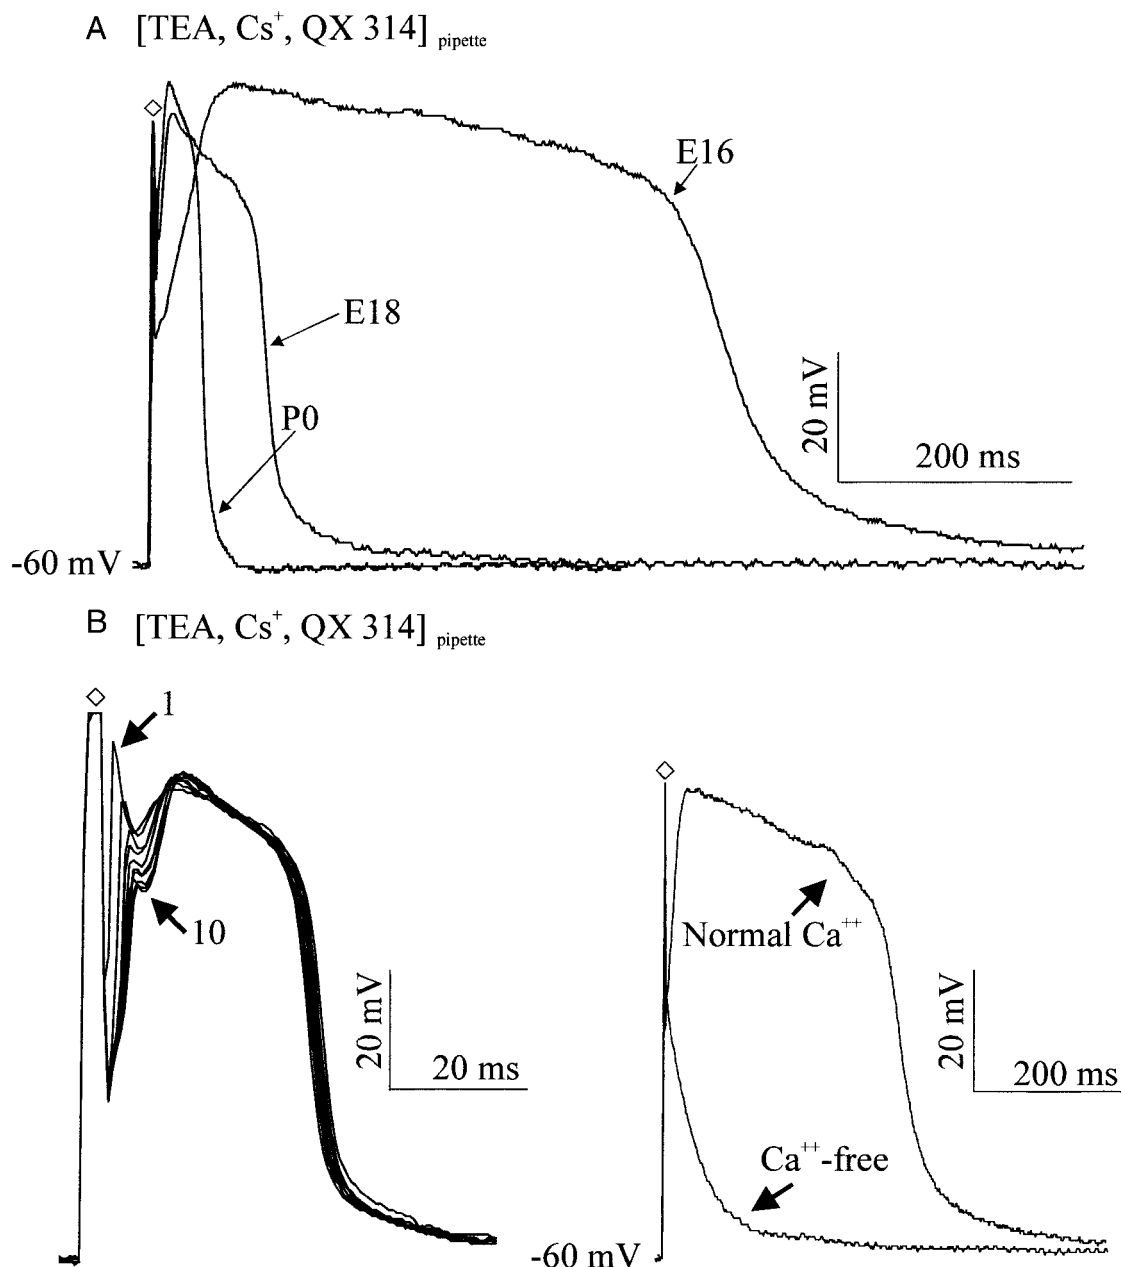 A [TEA, Cs⁺, QX 314] pipette
E16
E18
P0
20 mV
200 ms
-60 mV
B [TEA, Cs⁺, QX 314] pipette
1
10
20 mV
20 ms
Normal Ca⁺⁺
20 mV
200 ms
Ca⁺⁺-free
-60 mV